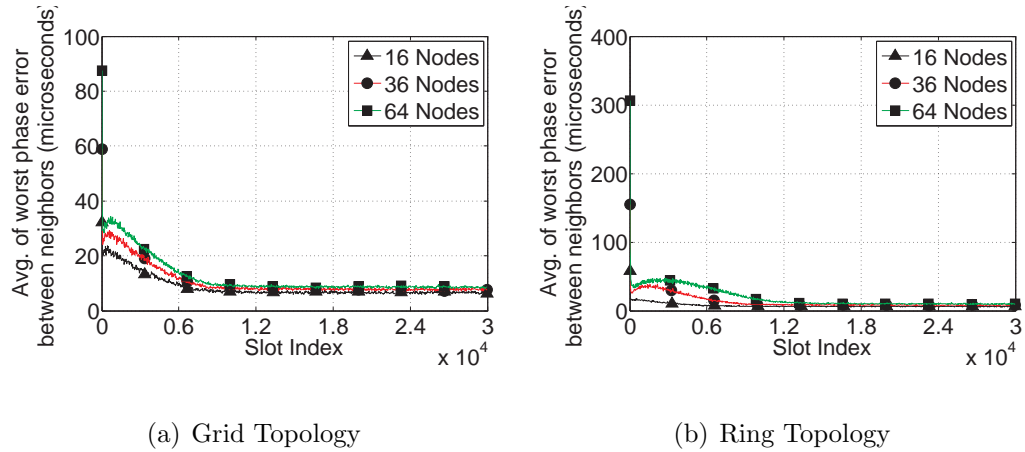 Avg. of worst phase error
between neighbors (microseconds)
100
80
60
40
20
0
0
0.6
1.2
1.8
2.4
3
x 10^4
Slot Index
16 Nodes
36 Nodes
64 Nodes
(a) Grid Topology
Avg. of worst phase error
between neighbors (microseconds)
400
300
200
100
0
0
0.6
1.2
1.8
2.4
3
x 10^4
Slot Index
16 Nodes
36 Nodes
64 Nodes
(b) Ring Topology